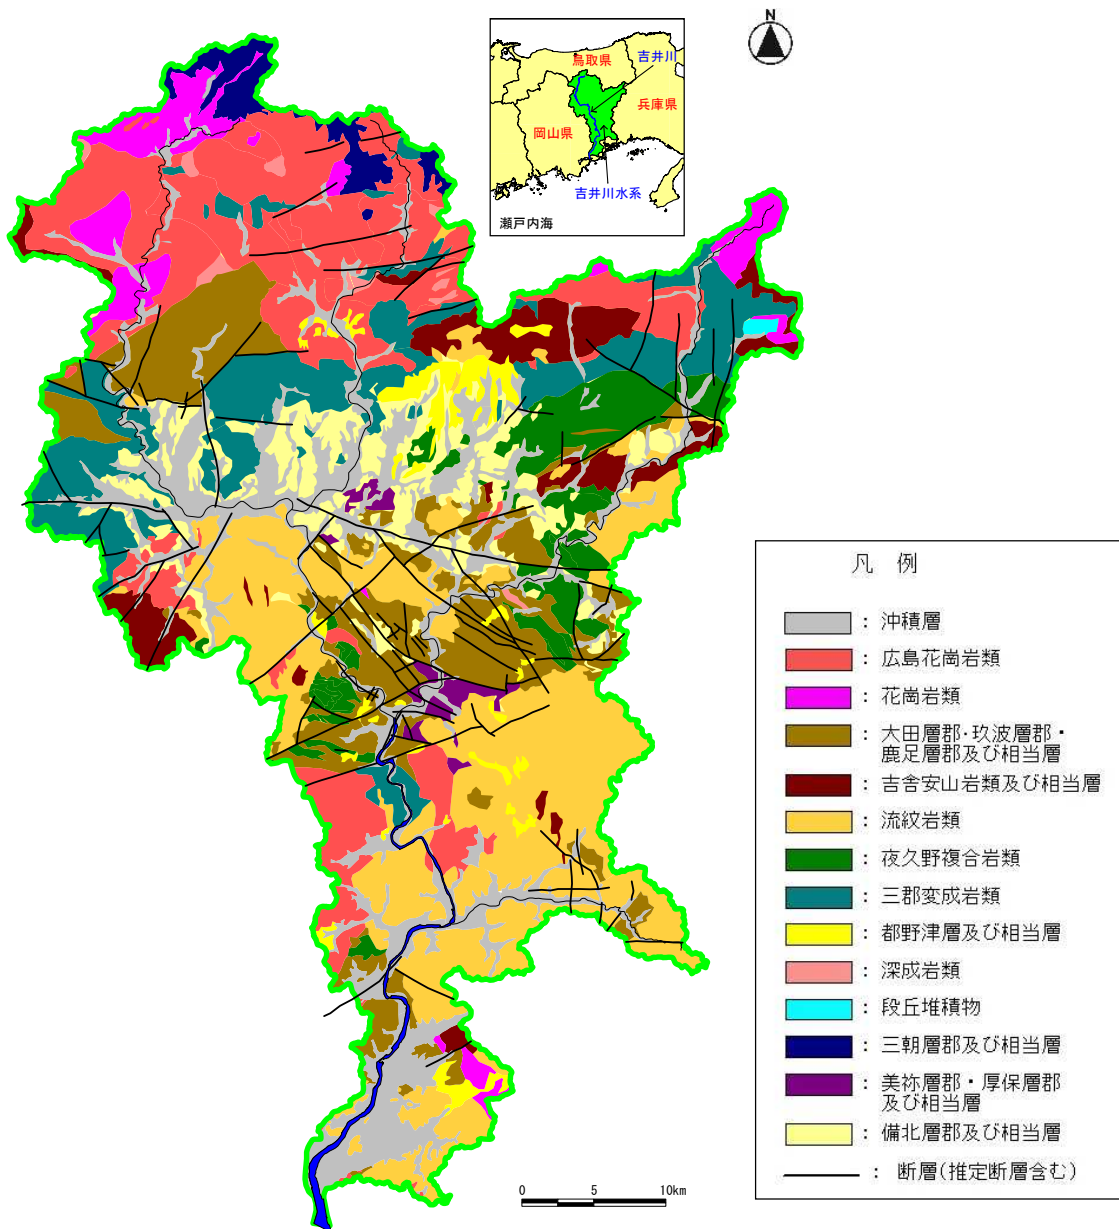 N
鳥取県
吉井川
兵庫県
岡山県
吉井川水系
瀬戸内海
凡 例
: 沖積層
: 広島花崗岩類
: 花崗岩類
: 大田層郡･玖波層郡・
鹿足層郡及び相当層
: 吉舎安山岩類及び相当層
: 流紋岩類
: 夜久野複合岩類
: 三郡変成岩類
: 都野津層及び相当層
: 深成岩類
: 段丘堆積物
: 三朝層郡及び相当層
: 美祢層郡・厚保層郡
及び相当層
: 備北層郡及び相当層
: 断層(推定断層含む)
0 5 10km